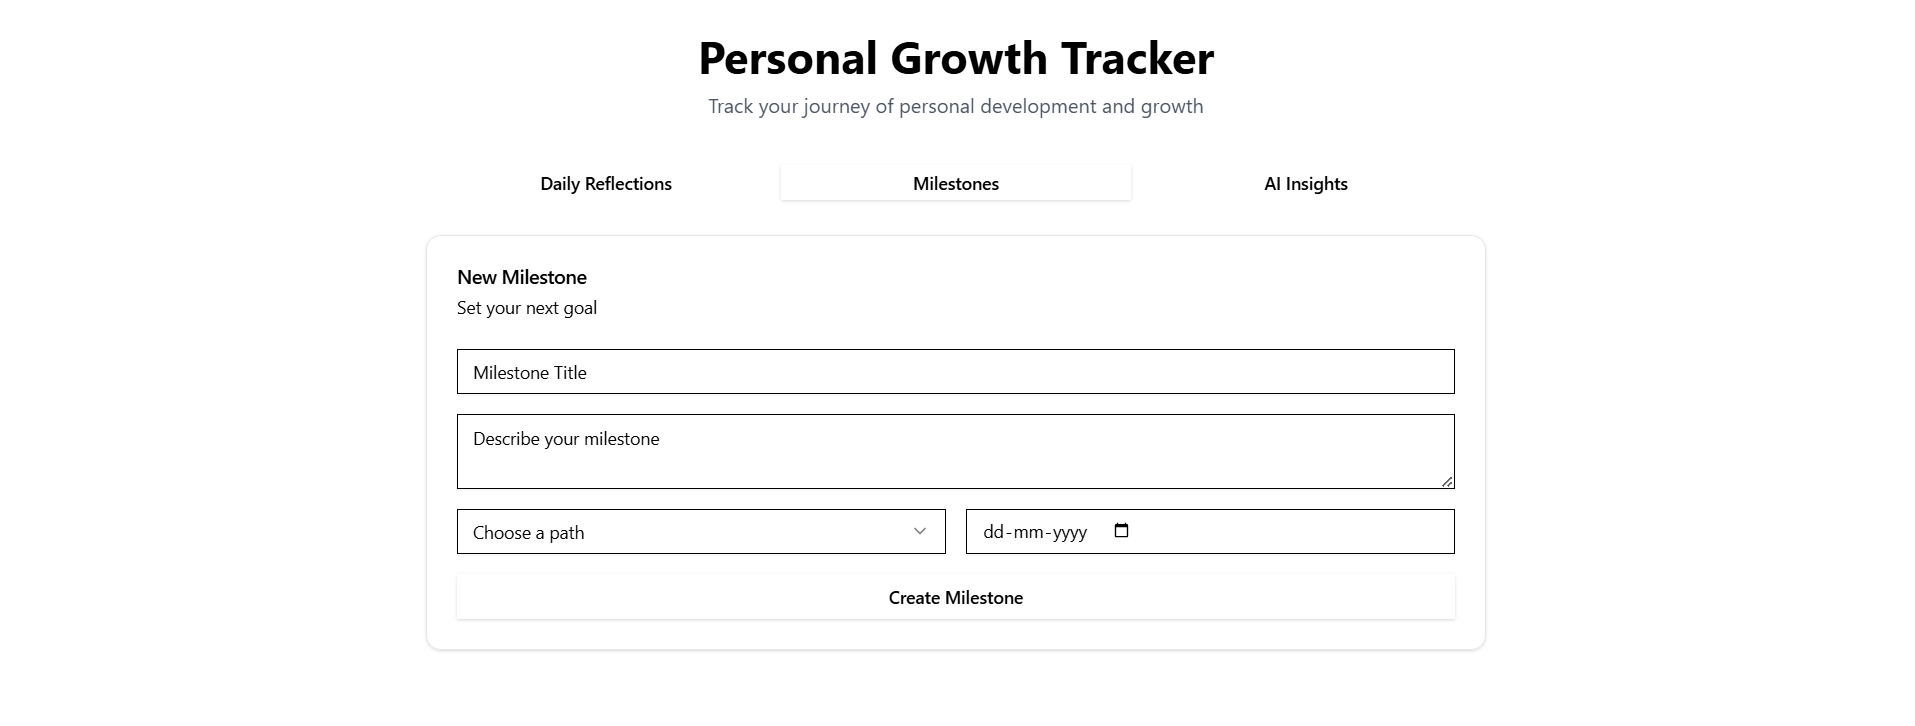 Personal Growth Tracker
Track your journey of personal development and growth
Daily Reflections
Milestones
AI Insights
New Milestone
Set your next goal
Milestone Title
Describe your milestone
Choose a path
dd-mm-yyyy
Create Milestone